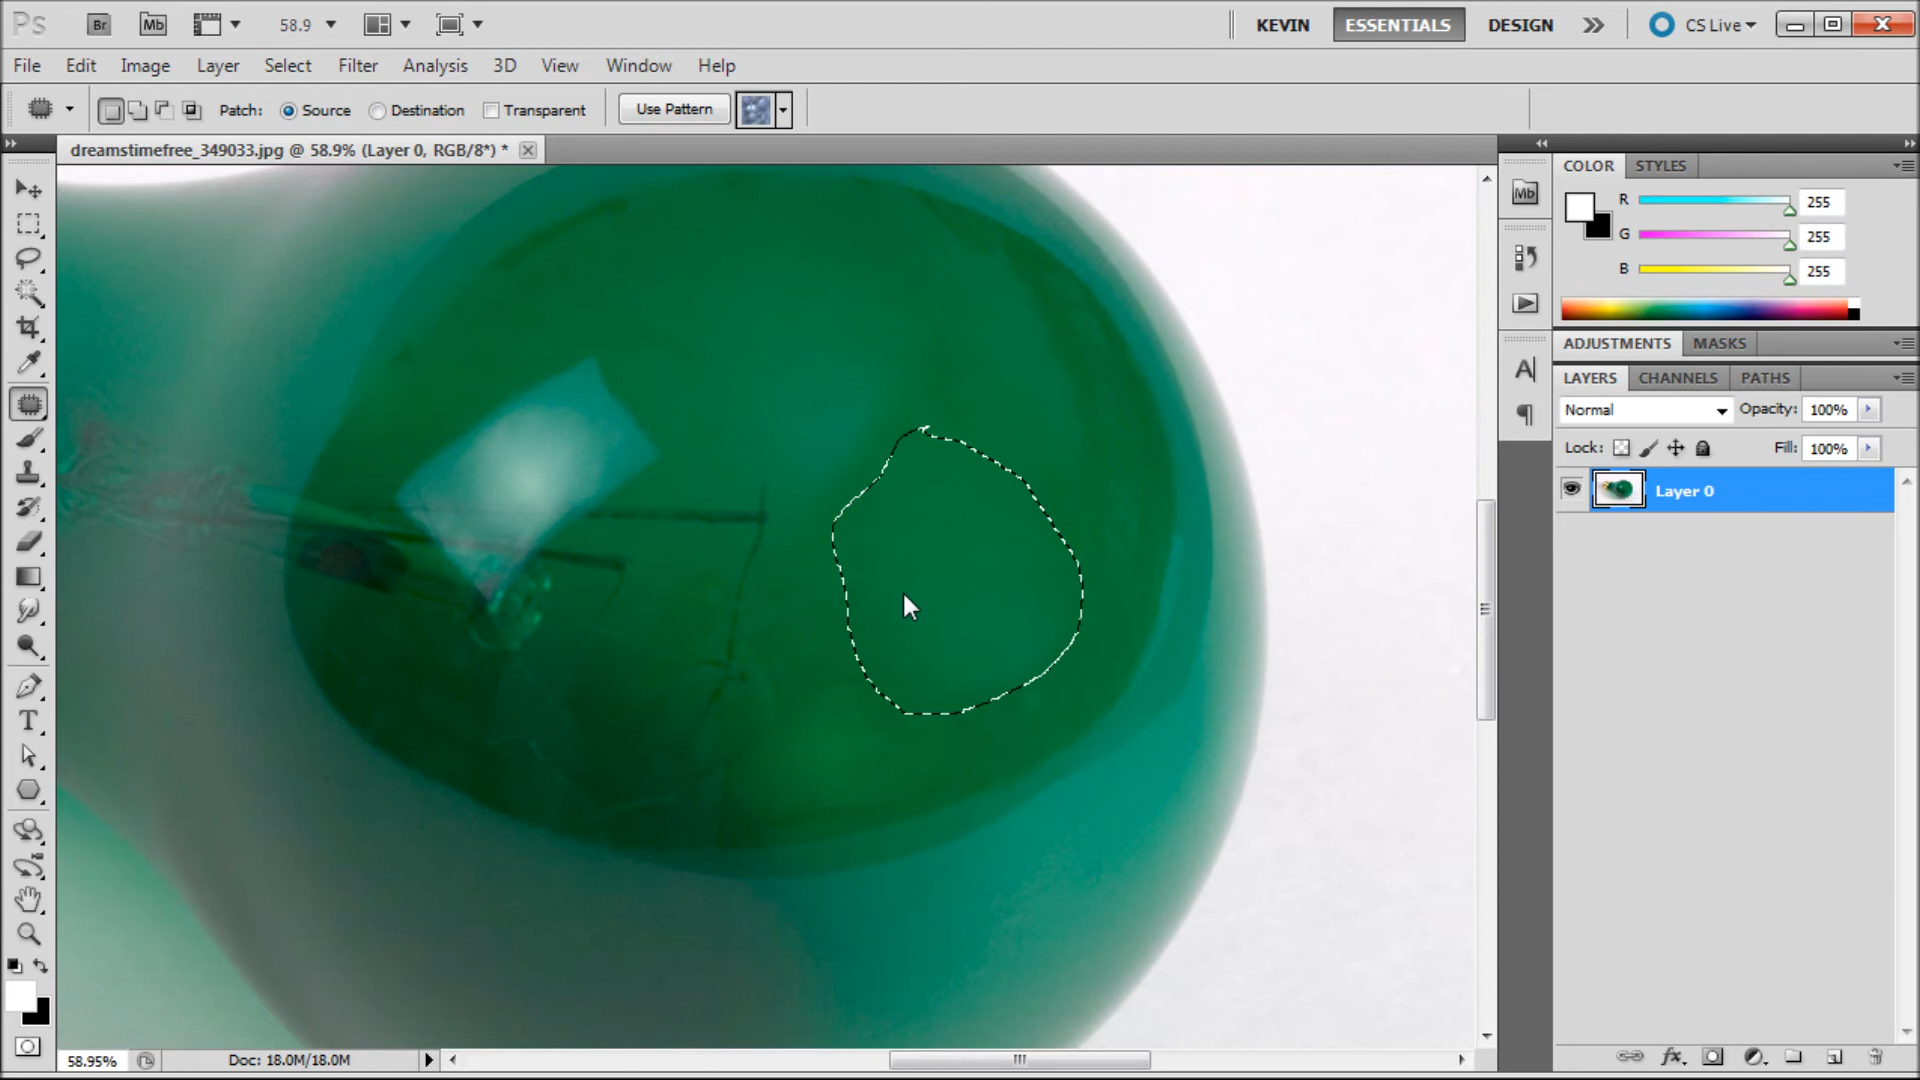 Ps Br Mb 58.9 KEVIN ESSENTIALS DESIGN CS Live
File Edit Image Layer Select Filter Analysis 3D View Window Help
Patch: Source Destination Transparent Use Pattern
dreamstimefree_349033.jpg @ 58.9% (Layer 0, RGB/8*) *
COLOR STYLES
Mb
R 255
G 255
B 255
ADJUSTMENTS MASKS
LAYERS CHANNELS PATHS
Normal Opacity: 100%
Lock: Fill: 100%
Layer 0
A
T
58.95% Doc: 18.0M/18.0M
fx